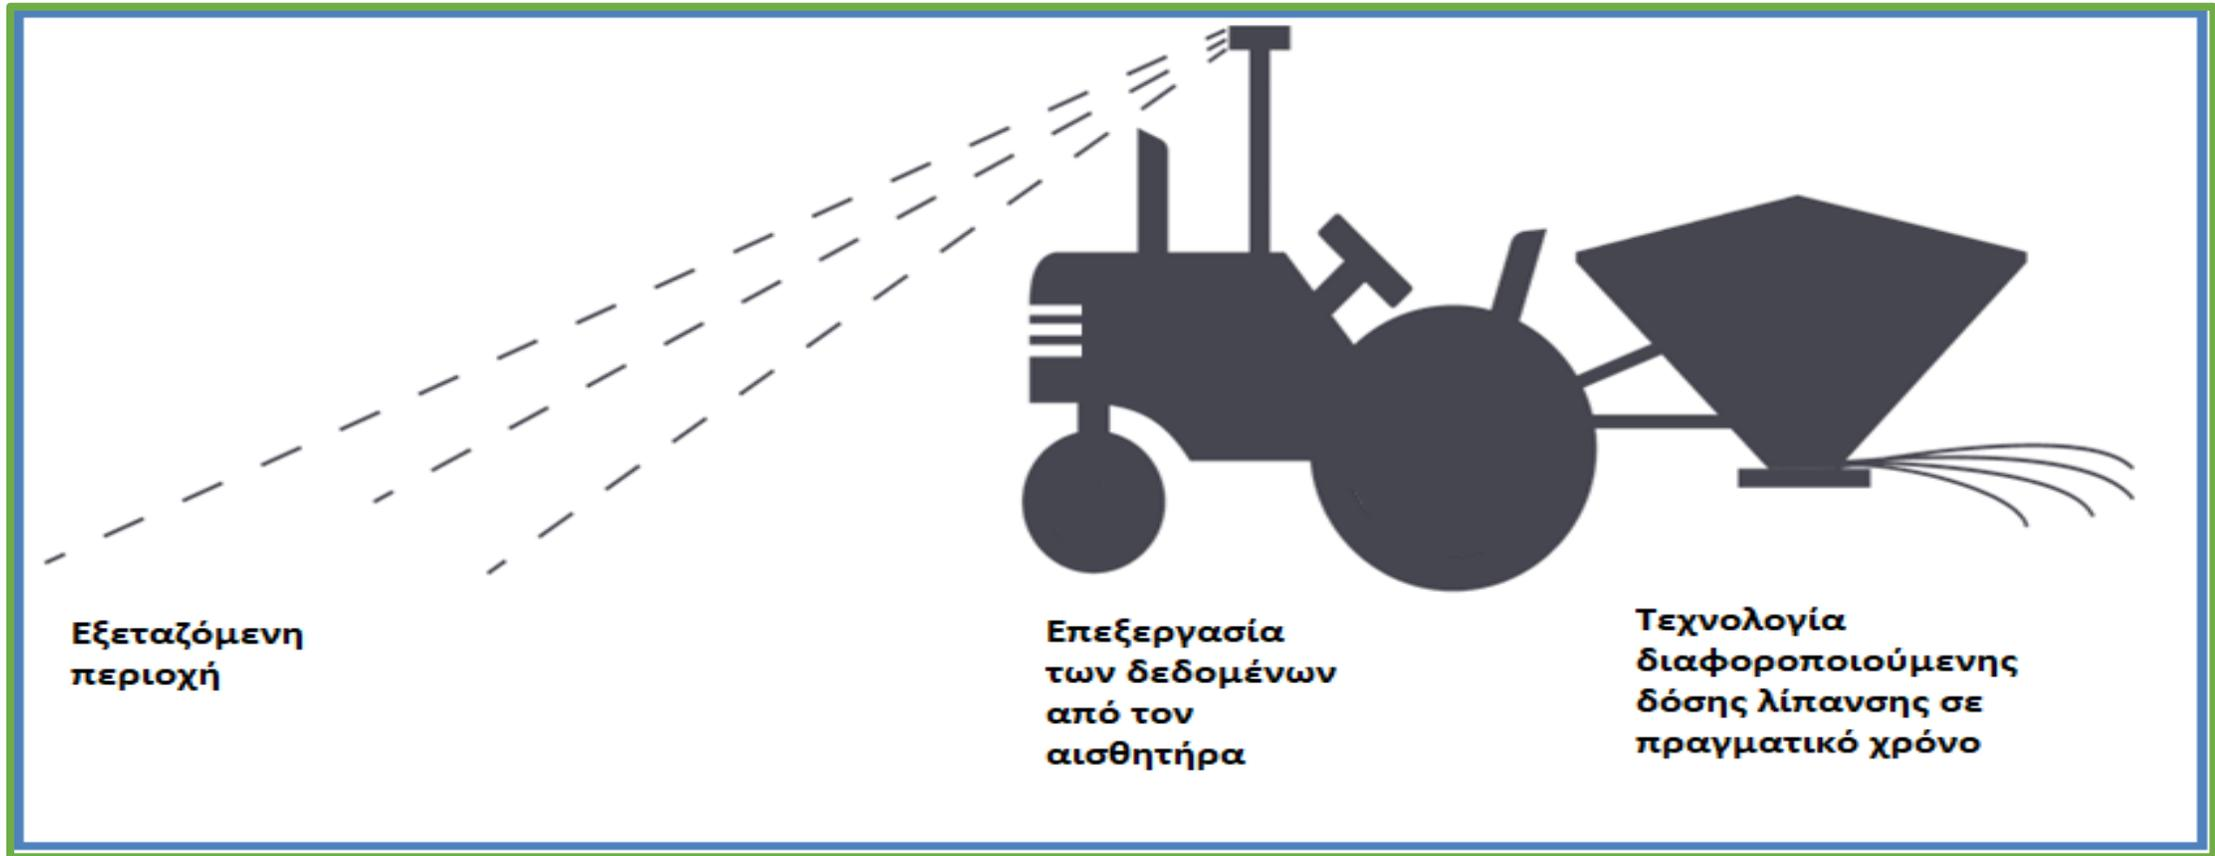 Εξεταζόμενη
περιοχή
Επεξεργασία
των δεδομένων
από τον
αισθητήρα
Τεχνολογία
διαφοροποιούμενης
δόσης λίπανσης σε
πραγματικό χρόνο